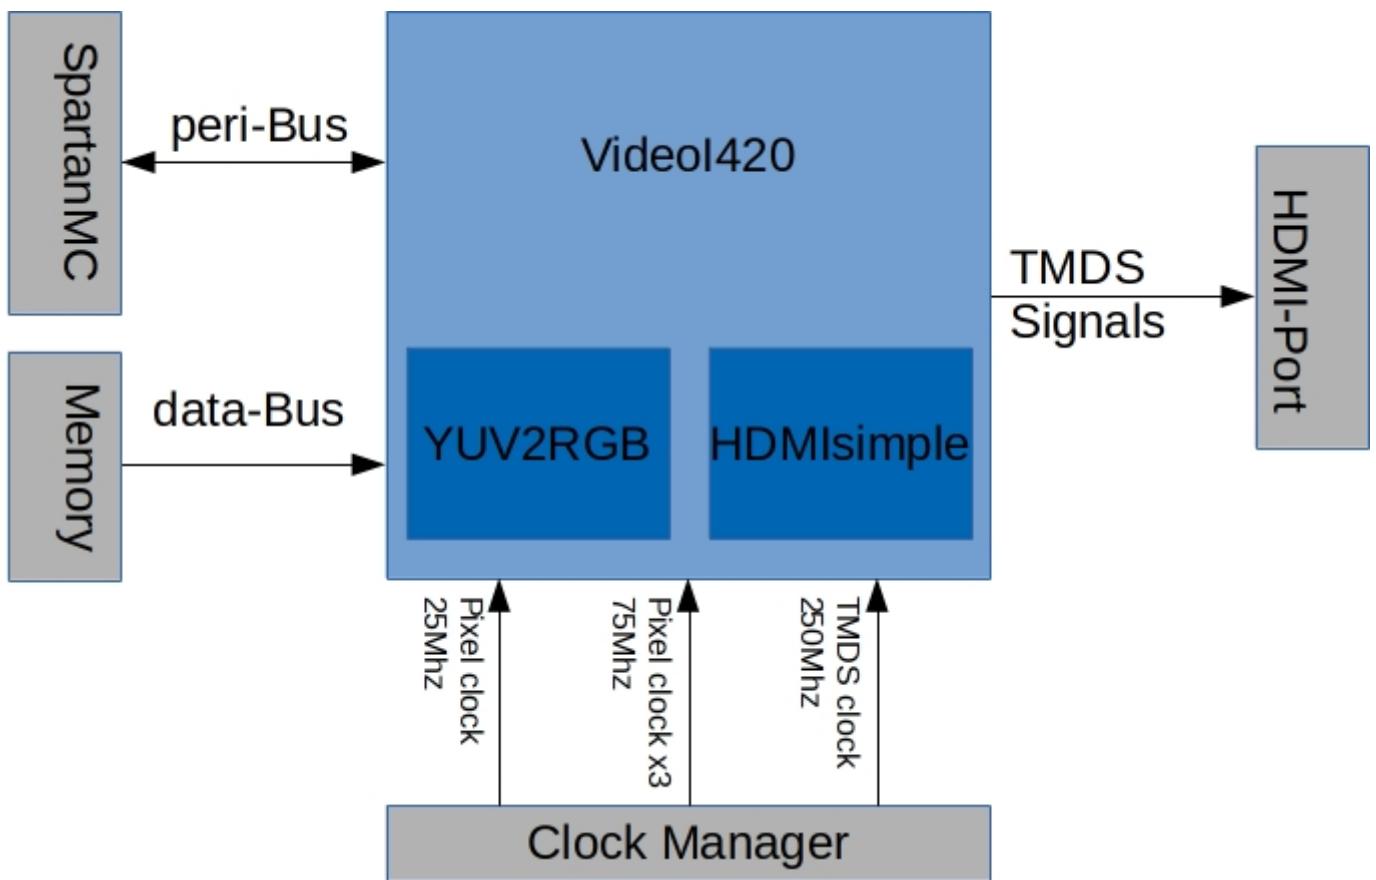 SpartanMC
peri-Bus
VideoI420
HDMI-Port
TMDS
Signals
Memory
data-Bus
YUV2RGB
HDMIsimple
Pixel clock
25Mhz
Pixel clock x3
75Mhz
TMDS clock
250Mhz
Clock Manager